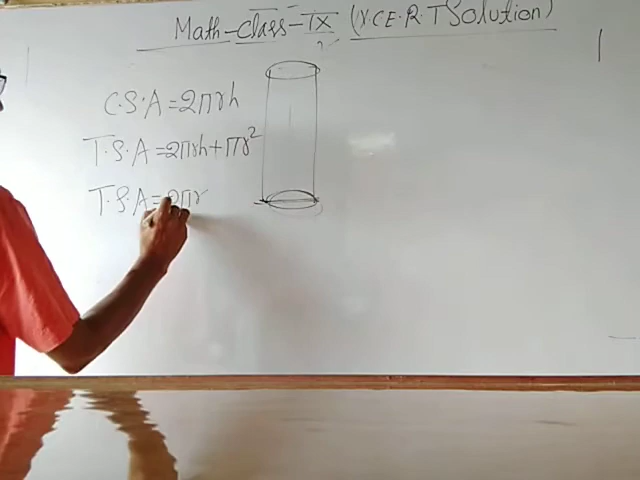 Math-Class-IX (N.C.E.R.T Solution)
C.S.A=2πrh
T.S.A=2πrh+πr²
T.S.A=2πr